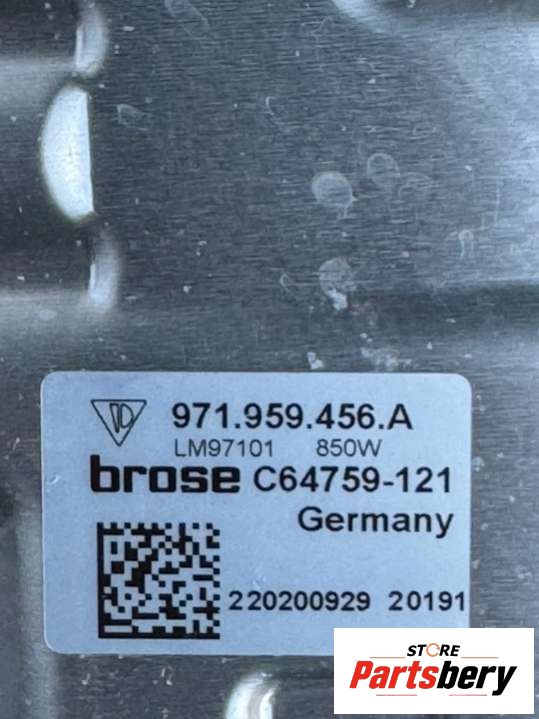 971.959.456.A
LM97101 850W
brose C64759-121
Germany
220200929 20191
STORE
Partsbery